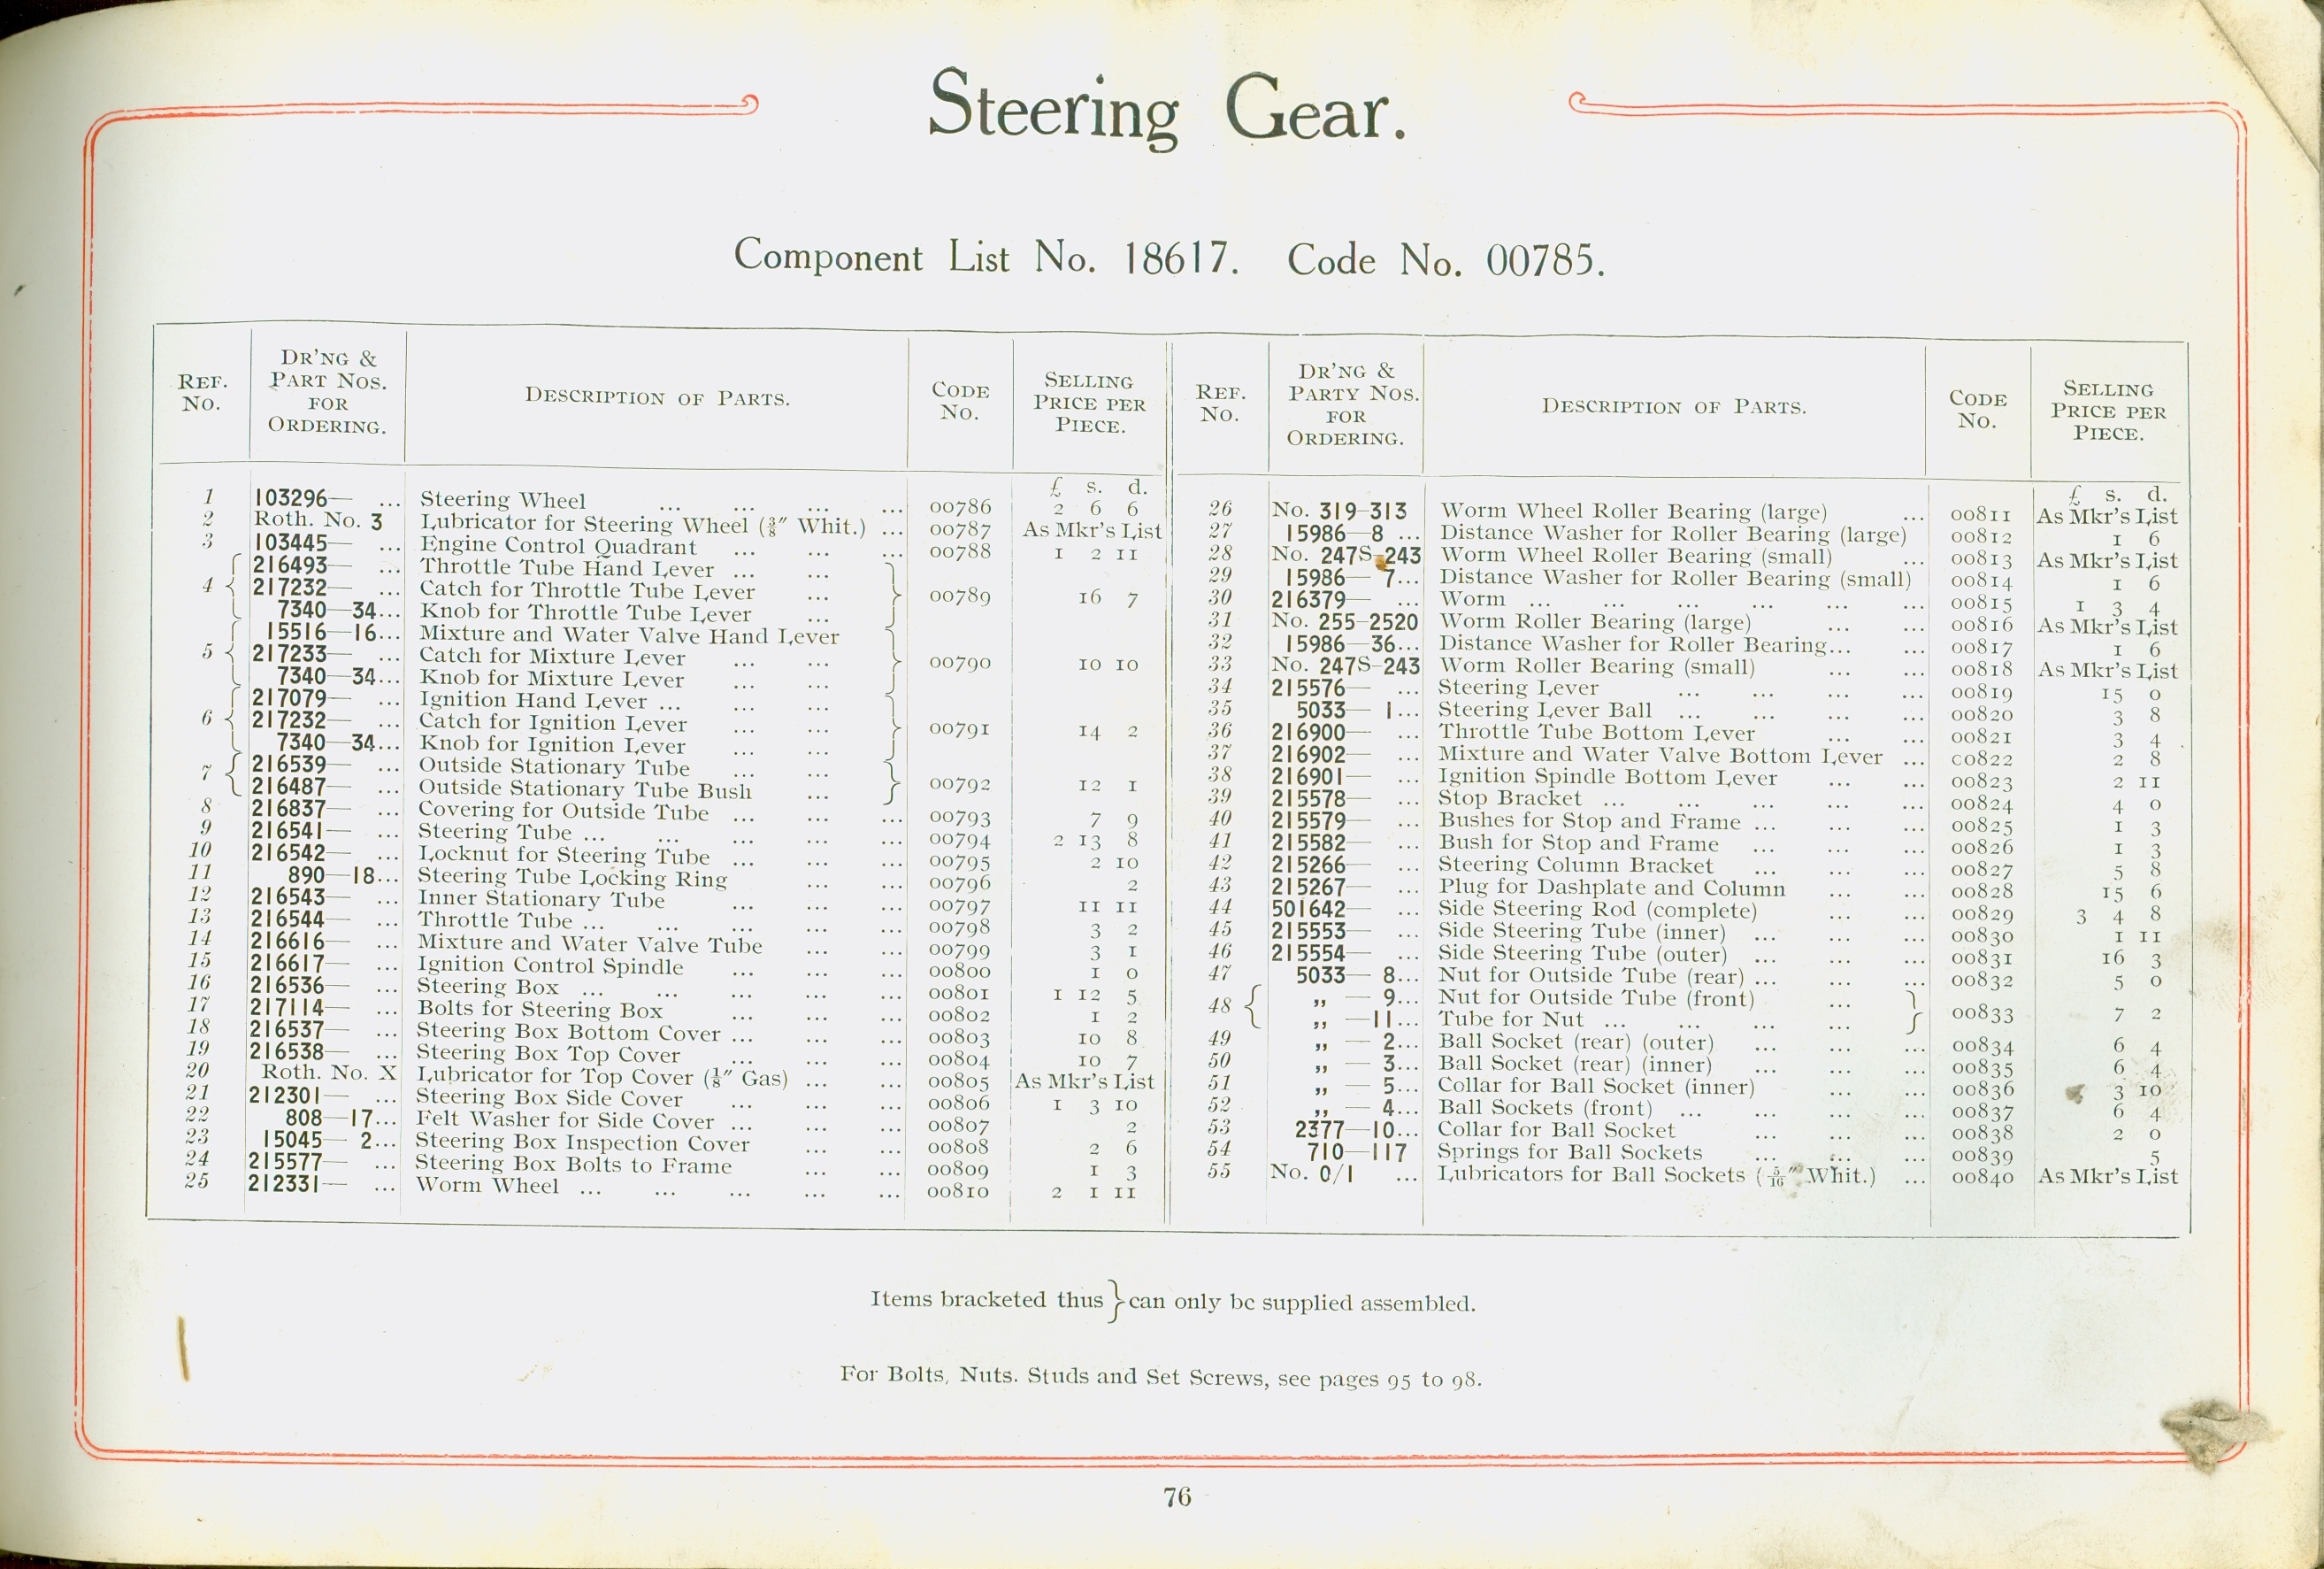 Steering Gear.
Component List No. 18617. Code No. 00785.
REF. No. DR'NG & PART NOS. FOR ORDERING. DESCRIPTION OF PARTS. CODE No. SELLING PRICE PER PIECE.
£ s. d.
1 103296— ... Steering Wheel ... ... ... ... 00786 2 6 6
2 Roth. No. 3 Lubricator for Steering Wheel (⅜″ Whit.) ... 00787 As Mkr's List
3 103445— ... Engine Control Quadrant ... ... ... 00788 1 2 11
4 { 216493— ... Throttle Tube Hand Lever ... ... }
217232— ... Catch for Throttle Tube Lever ... 00789 16 7
7340—34... Knob for Throttle Tube Lever ...
5 { 15516—16... Mixture and Water Valve Hand Lever }
217233— ... Catch for Mixture Lever ... ... 00790 10 10
7340—34... Knob for Mixture Lever ... ...
6 { 217079— ... Ignition Hand Lever ... ... ... }
217232— ... Catch for Ignition Lever ... ... 00791 14 2
7340—34... Knob for Ignition Lever ... ...
7 { 216539— ... Outside Stationary Tube ... ... }
216487— ... Outside Stationary Tube Bush ... 00792 12 1
8 216837— ... Covering for Outside Tube ... ... ... 00793 7 9
9 216541— ... Steering Tube ... ... ... ... ... 00794 2 13 8
10 216542— ... Locknut for Steering Tube ... ... ... 00795 2 10
11 890—18... Steering Tube Locking Ring ... ... 00796 2
12 216543— ... Inner Stationary Tube ... ... ... 00797 11 11
13 216544— ... Throttle Tube ... ... ... ... ... 00798 3 2
14 216616— ... Mixture and Water Valve Tube ... ... 00799 3 1
15 216617— ... Ignition Control Spindle ... ... ... 00800 1 0
16 216536— ... Steering Box ... ... ... ... ... 00801 1 12 5
17 217114— ... Bolts for Steering Box ... ... ... 00802 1 2
18 216537— ... Steering Box Bottom Cover ... ... ... 00803 10 8
19 216538— ... Steering Box Top Cover ... ... ... 00804 10 7
20 Roth. No. X Lubricator for Top Cover (⅛″ Gas) ... ... 00805 As Mkr's List
21 212301— ... Steering Box Side Cover ... ... ... 00806 1 3 10
22 808—17... Felt Washer for Side Cover ... ... ... 00807 2
23 15045— 2... Steering Box Inspection Cover ... ... 00808 2 6
24 215577— ... Steering Box Bolts to Frame ... ... 00809 1 3
25 212331— ... Worm Wheel ... ... ... ... ... 00810 2 1 11
REF. No. DR'NG & PARTY NOS. FOR ORDERING. DESCRIPTION OF PARTS. CODE No. SELLING PRICE PER PIECE.
£ s. d.
26 No. 319-313 Worm Wheel Roller Bearing (large) ... 00811 As Mkr's List
27 15986—8 ... Distance Washer for Roller Bearing (large) 00812 1 6
28 No. 247S-243 Worm Wheel Roller Bearing (small) ... 00813 As Mkr's List
29 15986— 7... Distance Washer for Roller Bearing (small) 00814 1 6
30 216379— ... Worm ... ... ... ... ... ... 00815 1 3 4
31 No. 255-2520 Worm Roller Bearing (large) ... ... 00816 As Mkr's List
32 15986—36... Distance Washer for Roller Bearing... ... 00817 1 6
33 No. 247S-243 Worm Roller Bearing (small) ... ... 00818 As Mkr's List
34 215576— ... Steering Lever ... ... ... ... 00819 15 0
35 5033— 1... Steering Lever Ball ... ... ... ... 00820 3 8
36 216900— ... Throttle Tube Bottom Lever ... ... 00821 3 4
37 216902— ... Mixture and Water Valve Bottom Lever ... c0822 2 8
38 216901— ... Ignition Spindle Bottom Lever ... ... 00823 2 11
39 215578— ... Stop Bracket ... ... ... ... ... 00824 4 0
40 215579— ... Bushes for Stop and Frame ... ... ... 00825 1 3
41 215582— ... Bush for Stop and Frame ... ... ... 00826 1 3
42 215266— ... Steering Column Bracket ... ... ... 00827 5 8
43 215267— ... Plug for Dashplate and Column ... ... 00828 15 6
44 501642— ... Side Steering Rod (complete) ... ... 00829 3 4 8
45 215553— ... Side Steering Tube (inner) ... ... ... 00830 1 11
46 215554— ... Side Steering Tube (outer) ... ... ... 00831 16 3
47 5033— 8... Nut for Outside Tube (rear) ... ... ... 00832 5 0
48 { ,, — 9... Nut for Outside Tube (front) ... }
,, —11... Tube for Nut ... ... ... ... 00833 7 2
49 ,, — 2... Ball Socket (rear) (outer) ... ... ... 00834 6 4
50 ,, — 3... Ball Socket (rear) (inner) ... ... ... 00835 6 4
51 ,, — 5... Collar for Ball Socket (inner) ... ... 00836 3 10
52 ,, — 4... Ball Sockets (front) ... ... ... ... 00837 6 4
53 2377—10... Collar for Ball Socket ... ... ... 00838 2 0
54 710—117 Springs for Ball Sockets ... ... ... 00839 5
55 No. 0/1 ... Lubricators for Ball Sockets (5/16″ Whit.) ... 00840 As Mkr's List
Items bracketed thus } can only be supplied assembled.
For Bolts, Nuts. Studs and Set Screws, see pages 95 to 98.
76